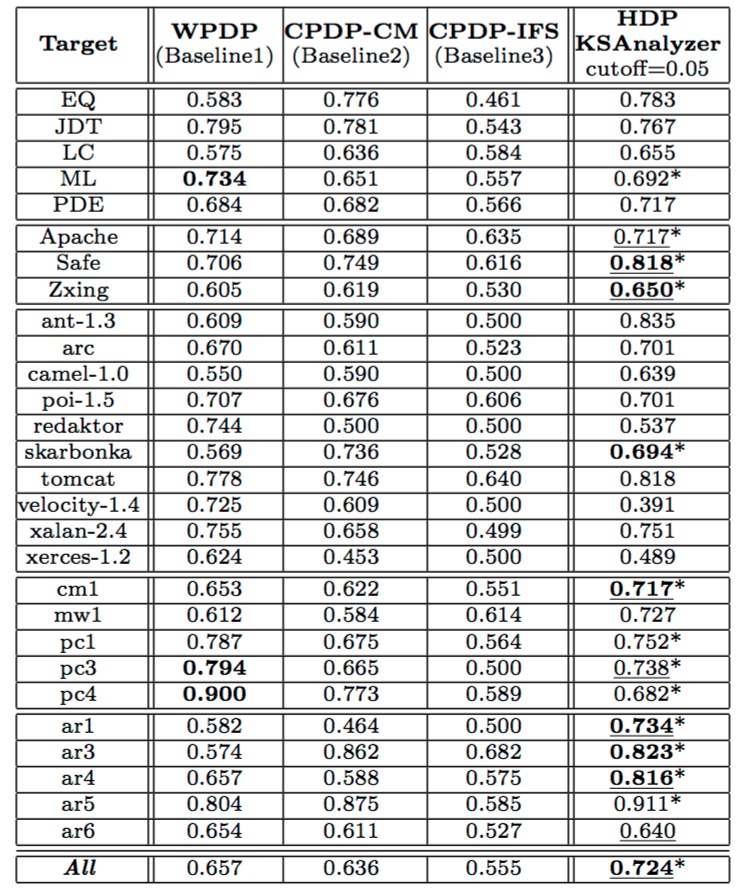 Target WPDP (Baseline1) CPDP-CM (Baseline2) CPDP-IFS (Baseline3) HDP KSAnalyzer cutoff=0.05
EQ 0.583 0.776 0.461 0.783
JDT 0.795 0.781 0.543 0.767
LC 0.575 0.636 0.584 0.655
ML 0.734 0.651 0.557 0.692*
PDE 0.684 0.682 0.566 0.717
Apache 0.714 0.689 0.635 0.717*
Safe 0.706 0.749 0.616 0.818*
Zxing 0.605 0.619 0.530 0.650*
ant-1.3 0.609 0.590 0.500 0.835
arc 0.670 0.611 0.523 0.701
camel-1.0 0.550 0.590 0.500 0.639
poi-1.5 0.707 0.676 0.606 0.701
redaktor 0.744 0.500 0.500 0.537
skarbonka 0.569 0.736 0.528 0.694*
tomcat 0.778 0.746 0.640 0.818
velocity-1.4 0.725 0.609 0.500 0.391
xalan-2.4 0.755 0.658 0.499 0.751
xerces-1.2 0.624 0.453 0.500 0.489
cm1 0.653 0.622 0.551 0.717*
mw1 0.612 0.584 0.614 0.727
pc1 0.787 0.675 0.564 0.752*
pc3 0.794 0.665 0.500 0.738*
pc4 0.900 0.773 0.589 0.682*
ar1 0.582 0.464 0.500 0.734*
ar3 0.574 0.862 0.682 0.823*
ar4 0.657 0.588 0.575 0.816*
ar5 0.804 0.875 0.585 0.911*
ar6 0.654 0.611 0.527 0.640
All 0.657 0.636 0.555 0.724*